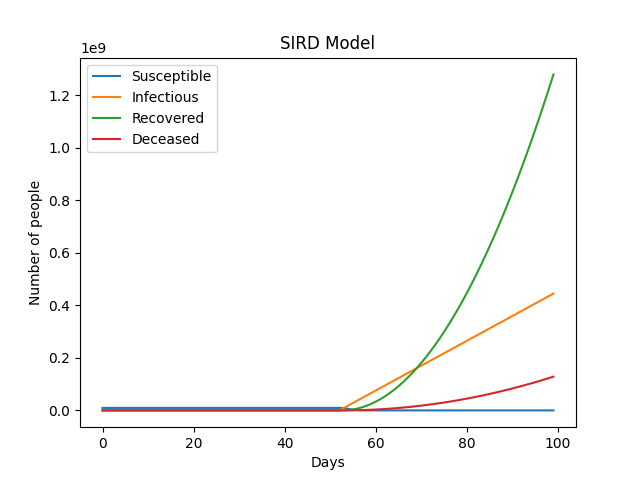 SIRD Model
1e9
Susceptible
Infectious
Recovered
Deceased
Number of people
1.2
1.0
0.8
0.6
0.4
0.2
0.0
0 20 40 60 80 100
Days